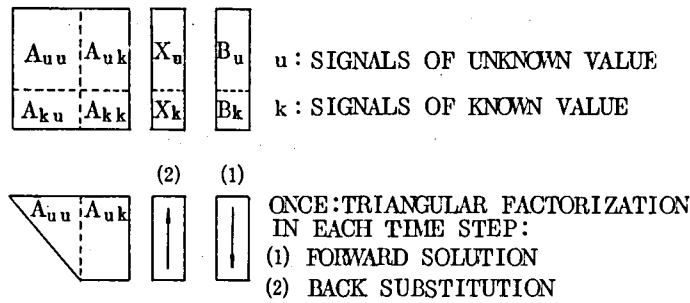 Auu Auk Xu Bu u : SIGNALS OF UNKNOWN VALUE
Aku Akk Xk Bk k : SIGNALS OF KNOWN VALUE
(2) (1)
Auu Auk ONCE:TRIANGULAR FACTORIZATION
IN EACH TIME STEP:
(1) FORWARD SOLUTION
(2) BACK SUBSTITUTION